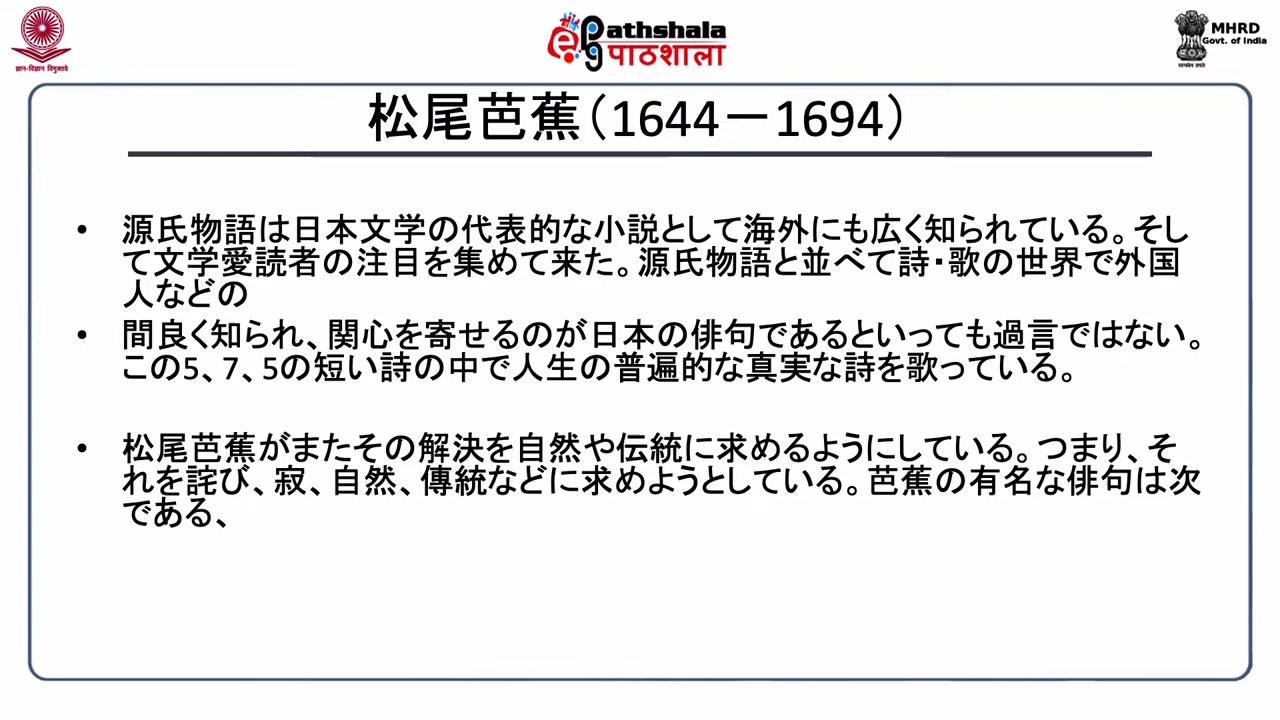 ज्ञान-विज्ञान विमुक्तये
ePG Pathshala
पाठशाला
MHRD
Govt. of India
सत्यमेव जयते
松尾芭蕉（1644－1694）
• 源氏物語は日本文学の代表的な小説として海外にも広く知られている。そし
て文学愛読者の注目を集めて来た。源氏物語と並べて詩・歌の世界で外国
人などの
• 間良く知られ、関心を寄せるのが日本の俳句であるといっても過言ではない。
この5、7、5の短い詩の中で人生の普遍的な真実な詩を歌っている。
• 松尾芭蕉がまたその解決を自然や伝統に求めるようにしている。つまり、そ
れを詫び、寂、自然、傳統などに求めようとしている。芭蕉の有名な俳句は次
である、